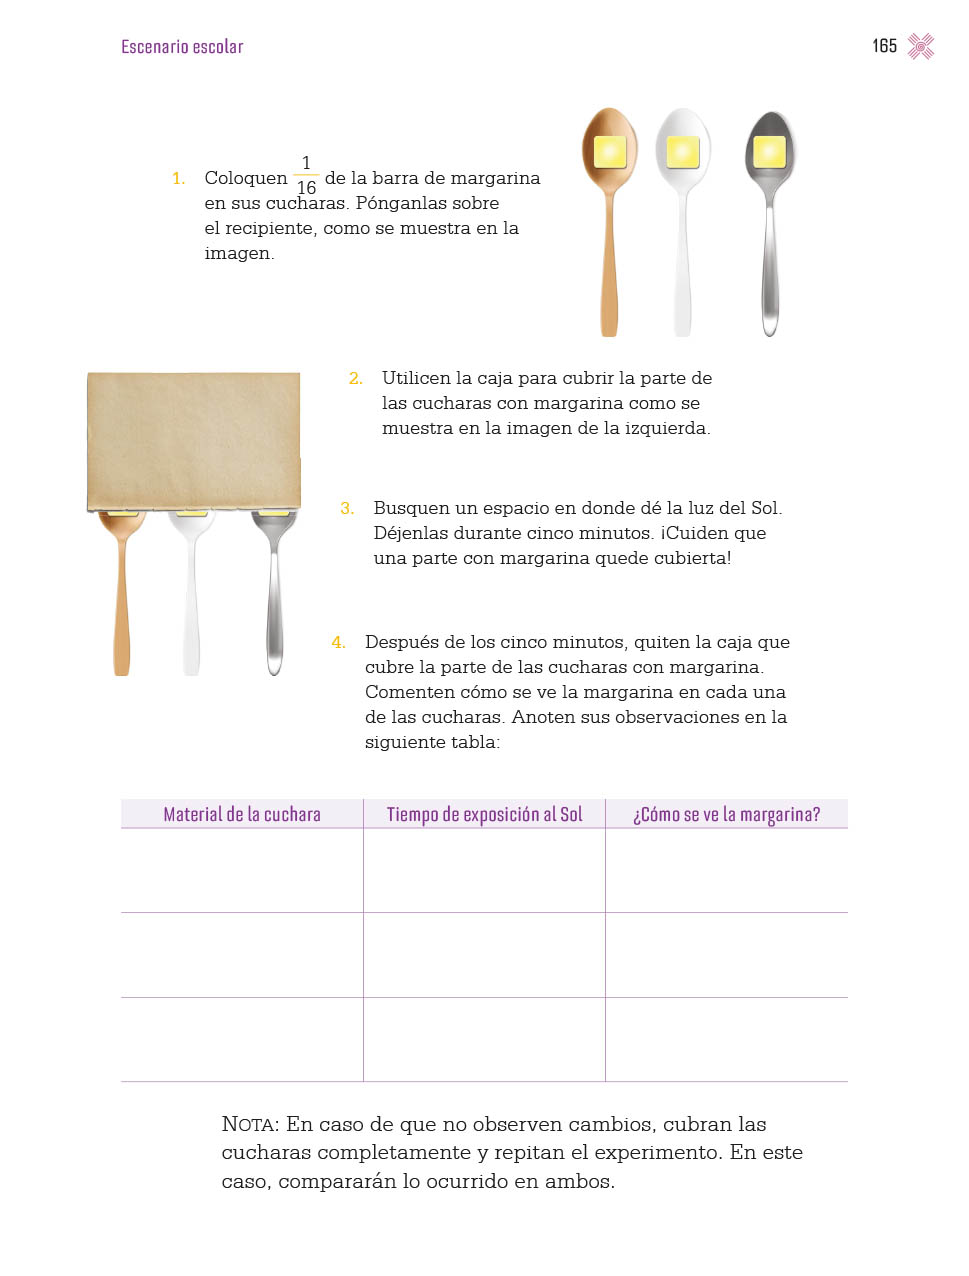 Escenario escolar
165
1. Coloquen 1/16 de la barra de margarina
en sus cucharas. Pónganlas sobre
el recipiente, como se muestra en la
imagen.
2. Utilicen la caja para cubrir la parte de
las cucharas con margarina como se
muestra en la imagen de la izquierda.
3. Busquen un espacio en donde dé la luz del Sol.
Déjenlas durante cinco minutos. ¡Cuiden que
una parte con margarina quede cubierta!
4. Después de los cinco minutos, quiten la caja que
cubre la parte de las cucharas con margarina.
Comenten cómo se ve la margarina en cada una
de las cucharas. Anoten sus observaciones en la
siguiente tabla:
Material de la cuchara Tiempo de exposición al Sol ¿Cómo se ve la margarina?
NOTA: En caso de que no observen cambios, cubran las
cucharas completamente y repitan el experimento. En este
caso, compararán lo ocurrido en ambos.